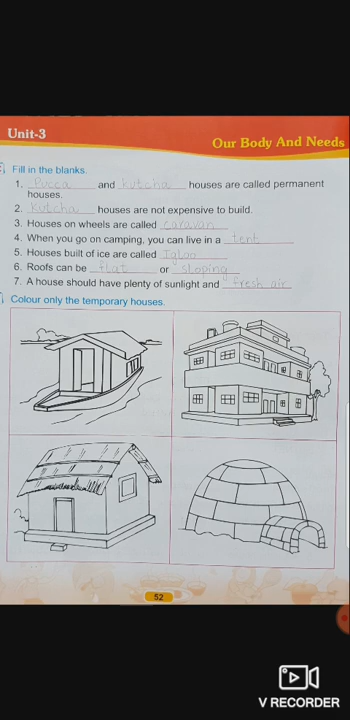 Unit-3
Our Body And Needs
Fill in the blanks.
1. Pucca and kutcha houses are called permanent
houses.
2. Kutcha houses are not expensive to build.
3. Houses on wheels are called caravan
4. When you go on camping, you can live in a tent
5. Houses built of ice are called Igloo
6. Roofs can be flat or sloping
7. A house should have plenty of sunlight and fresh air
Colour only the temporary houses.
52
V RECORDER